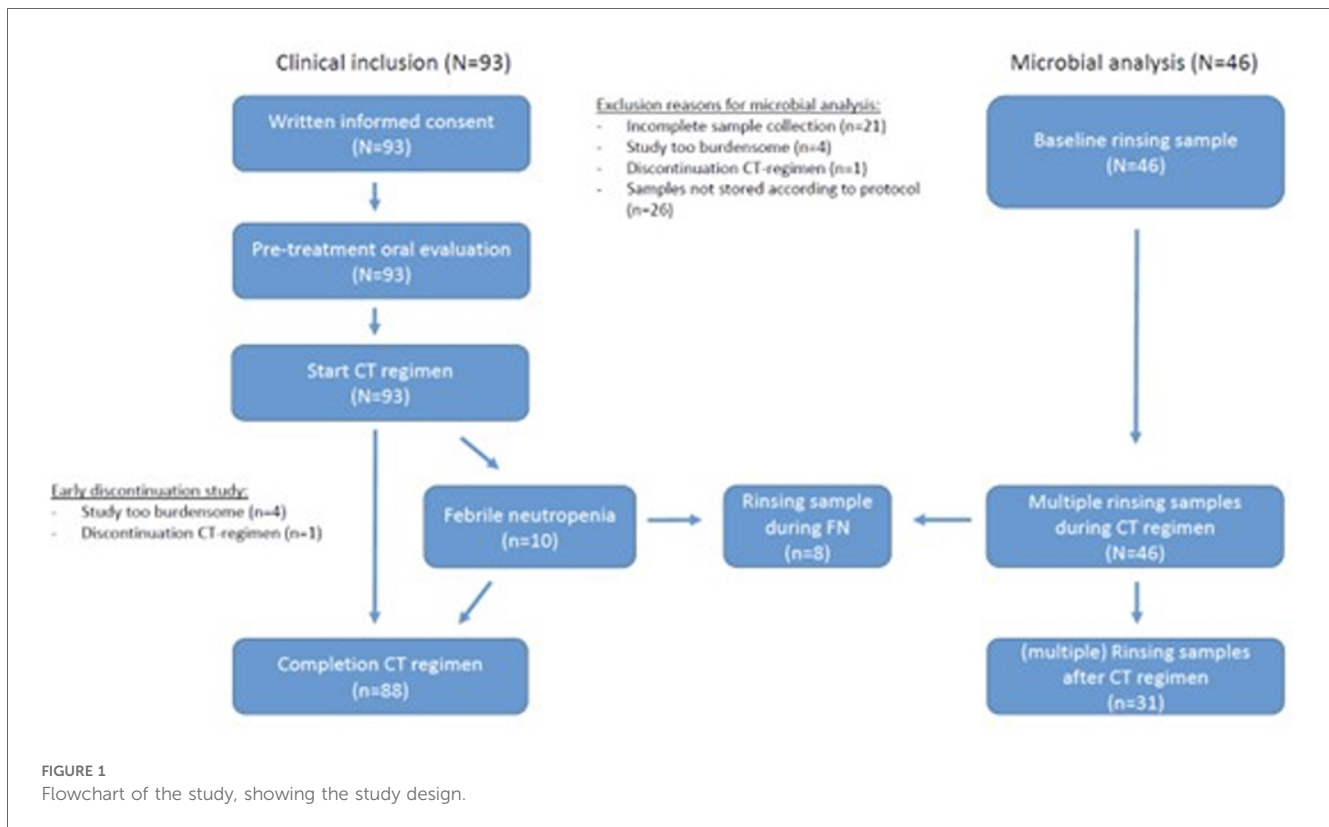 Clinical inclusion (N=93)
Written informed consent
(N=93)
Pre-treatment oral evaluation
(N=93)
Start CT regimen
(N=93)
Early discontinuation study:
- Study too burdensome (n=4)
- Discontinuation CT-regimen (n=1)
Febrile neutropenia
(n=10)
Completion CT regimen
(n=88)
Exclusion reasons for microbial analysis:
- Incomplete sample collection (n=21)
- Study too burdensome (n=4)
- Discontinuation CT-regimen (n=1)
- Samples not stored according to protocol
(n=26)
Rinsing sample
during FN
(n=8)
Microbial analysis (N=46)
Baseline rinsing sample
(N=46)
Multiple rinsing samples
during CT regimen
(N=46)
(multiple) Rinsing samples
after CT regimen
(n=31)
FIGURE 1
Flowchart of the study, showing the study design.